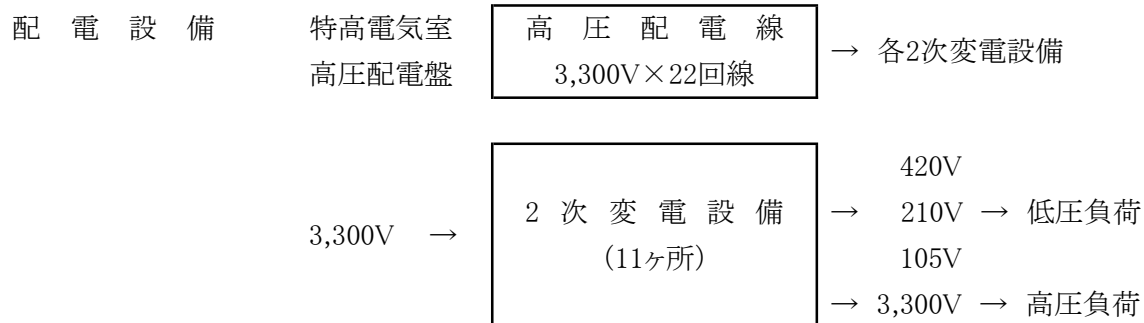 配電設備 特高電気室 高圧配電線
高圧配電盤 3,300V×22回線 → 各2次変電設備
420V
2次変電設備 → 210V → 低圧負荷
3,300V → (11ヶ所)
105V
→ 3,300V → 高圧負荷